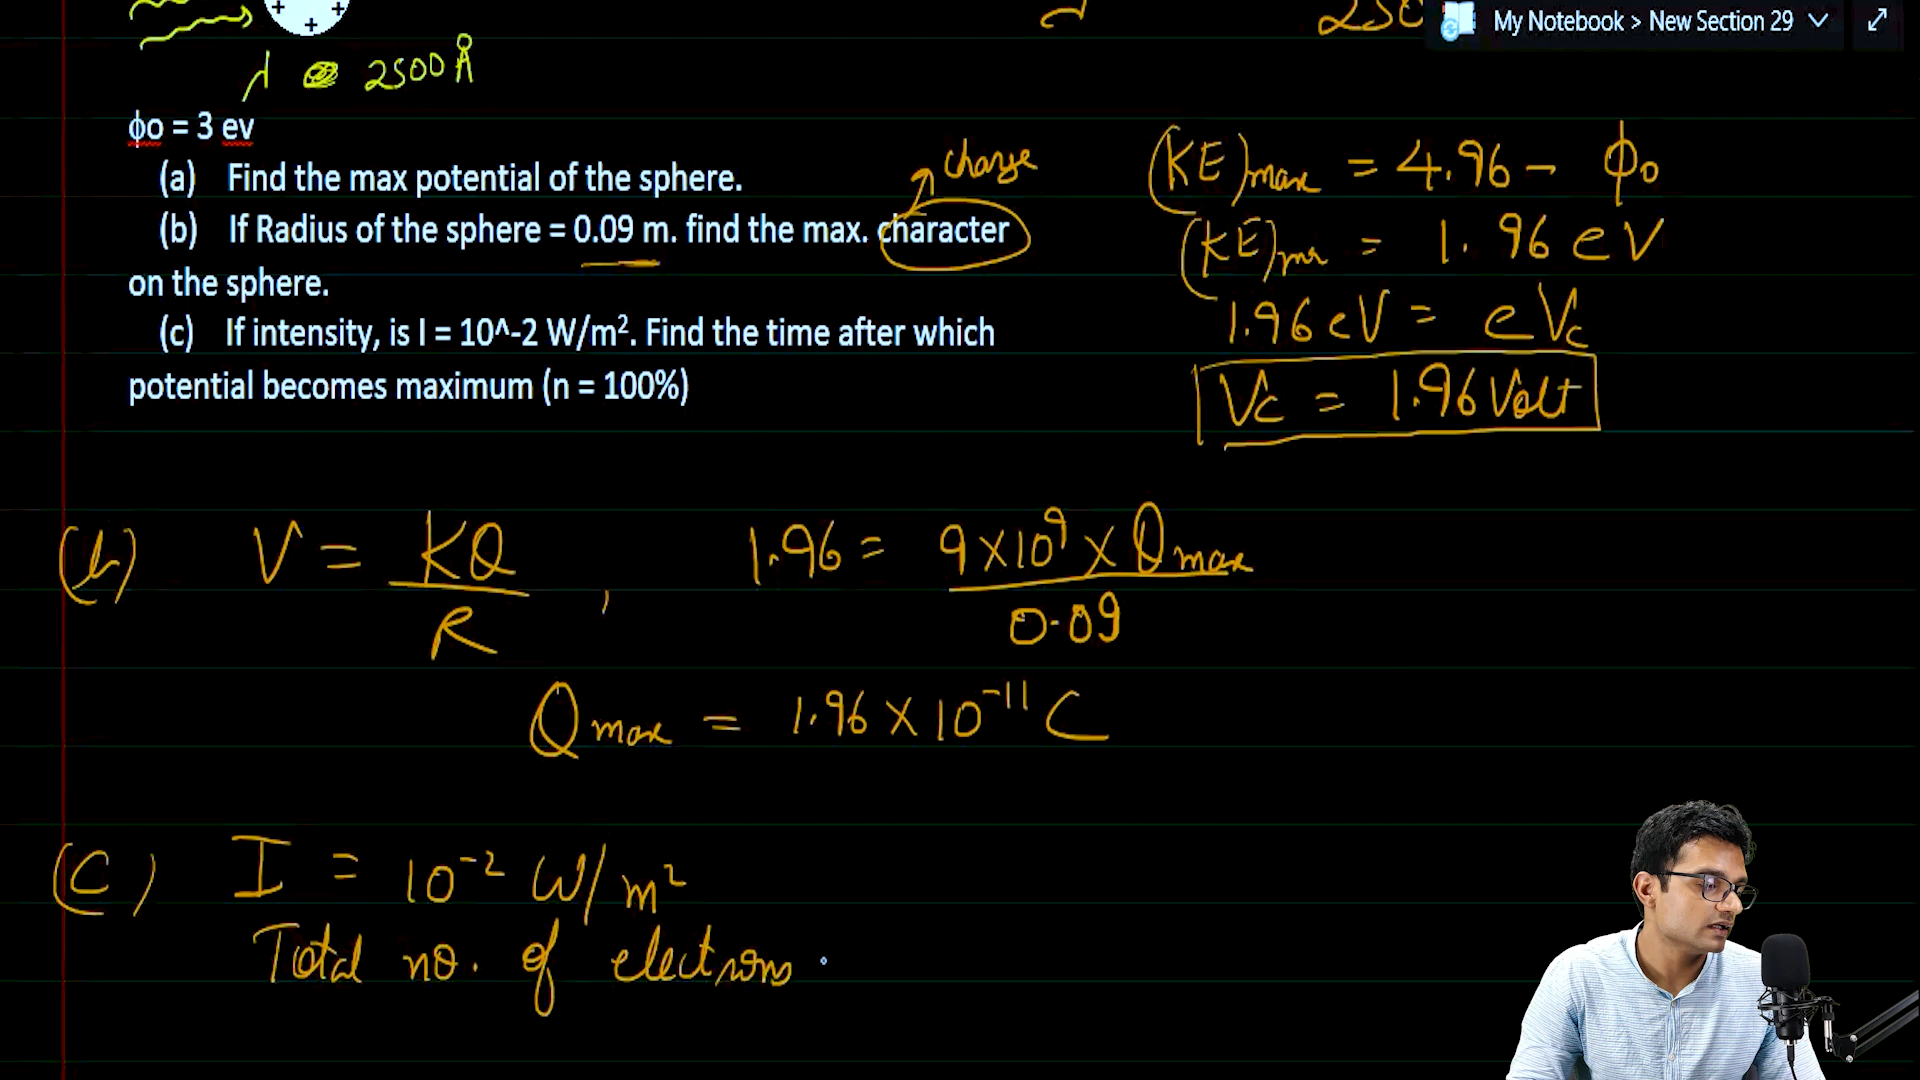 My Notebook > New Section 29
λ 2500 Å
ϕo = 3 ev
(a) Find the max potential of the sphere.
(b) If Radius of the sphere = 0.09 m. find the max. character
charge
on the sphere.
(c) If intensity, is I = 10^-2 W/m². Find the time after which
potential becomes maximum (n = 100%)
(KE)max = 4.96 - ϕ₀
(KE)mx = 1.96 eV
1.96 eV = eVc
Vc = 1.96 Volt
(b) V = KQ/R , 1.96 = 9×10⁹ × Qmax/0.09
Qmax = 1.96 × 10⁻¹¹ C
(C) I = 10⁻² W/m²
Total no. of electrons